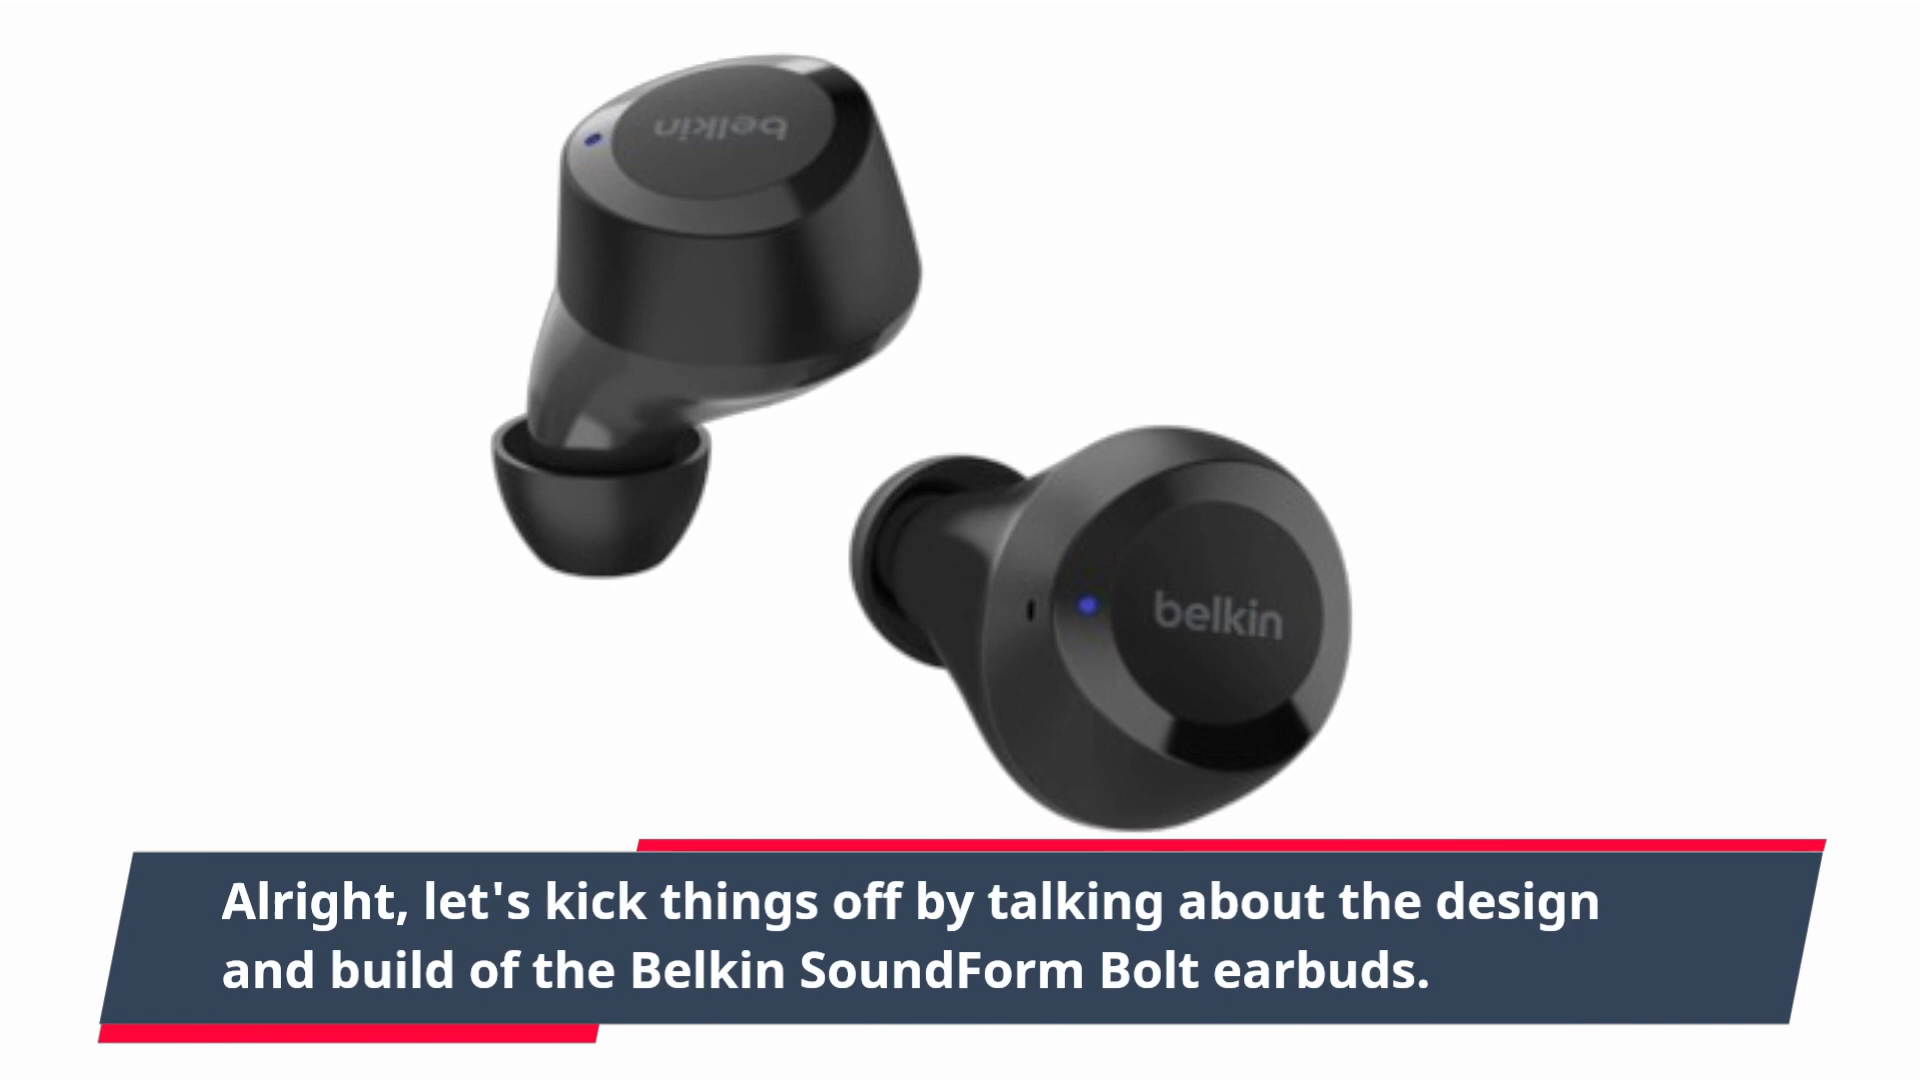 belkin
belkin
Alright, let's kick things off by talking about the design
and build of the Belkin SoundForm Bolt earbuds.